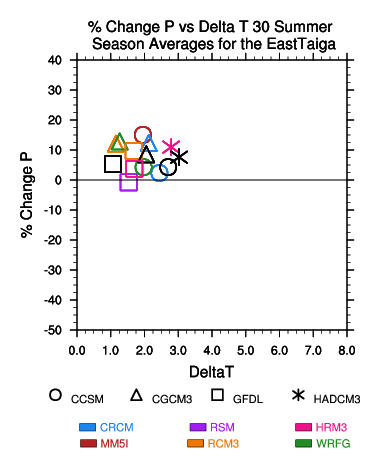 % Change P vs Delta T 30 Summer
Season Averages for the EastTaiga
40
30
20
10
0
-10
-20
-30
-40
-50
% Change P
0.0 1.0 2.0 3.0 4.0 5.0 6.0 7.0 8.0
DeltaT
CCSM CGCM3 GFDL HADCM3
CRCM RSM HRM3
MM5I RCM3 WRFG